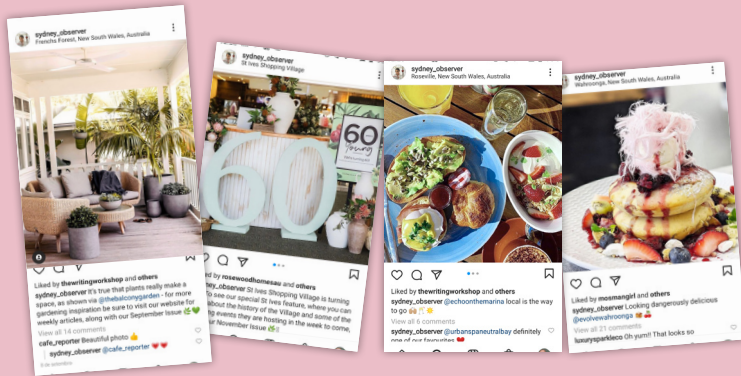 sydney_observer
Frenchs Forest, New South Wales, Australia
Liked by thewritingworkshop and others
sydney_observer It's true that plants really make a
space, as shown via @thebalconygarden - for more
gardening inspiration be sure to visit our website for
weekly articles, along with our September Issue
View all 14 comments
cafe_reporter Beautiful photo 👍
sydney_observer @cafe_reporter
sydney_observer
St Ives Shopping Village
60
60
Young
ed by rosewoodhomesau and others
sydney_observer St Ives Shopping Village is turning
To see our special St Ives feature, where you can
about the history of the Village and some of the
ing events they are hosting in the week to come,
ur November Issue
sydney_observer
Roseville, New South Wales, Australia
Liked by thewritingworkshop and others
sydney_observer @echoonthemarina local is the way
to go
View all 6 comments
sydney_observer @urbanspaneutralbay definitely
one of our favourites
sydney_observer
Wahroonga, New South Wales, Australia
Liked by mosmangirl and others
sydney_observer Looking dangerously delicious
@evolvewahroonga
View all 21 comments
luxurysparkleco Oh yum!! That looks so